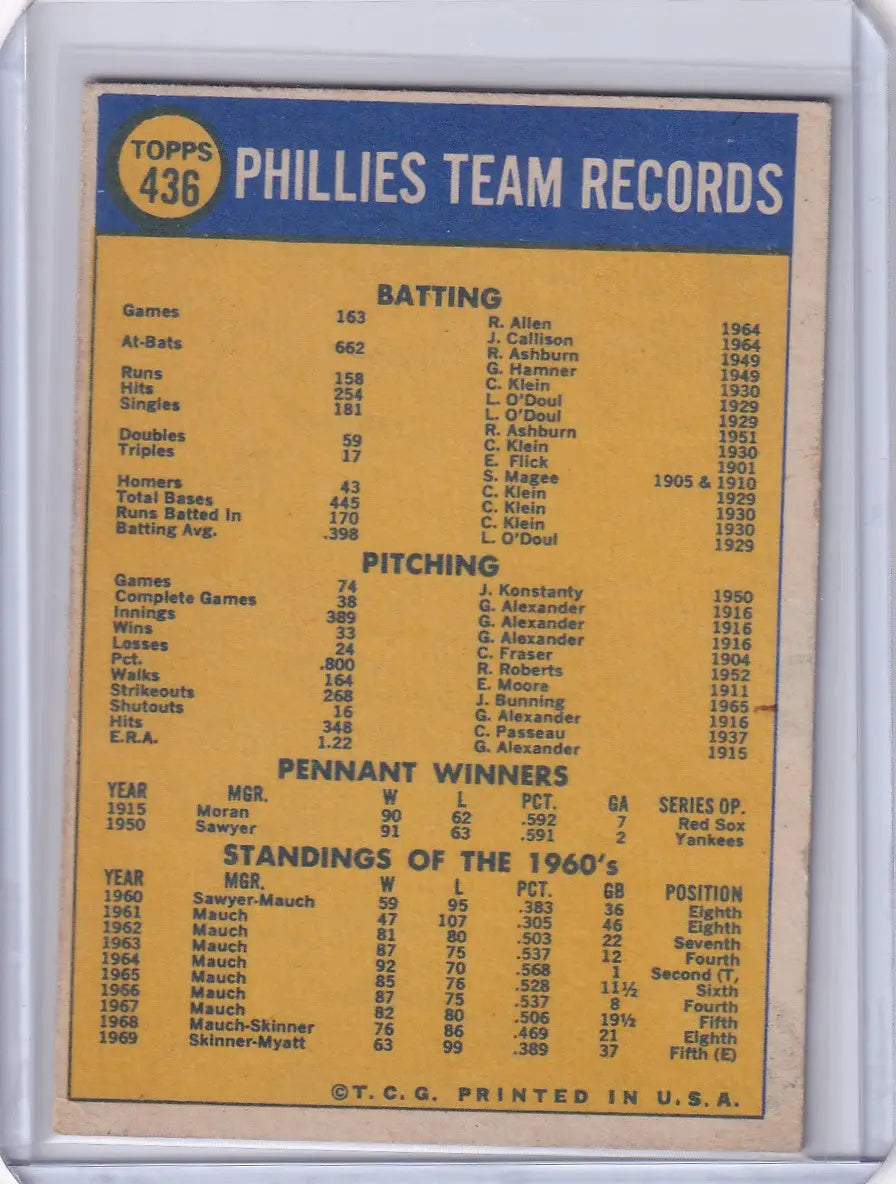 TOPPS
436
PHILLIES TEAM RECORDS
BATTING
Games 163 R. Allen 1964
J. Callison 1964
At-Bats 662 R. Ashburn 1949
G. Hamner 1949
Runs 158 C. Klein 1930
Hits 254 L. O'Doul 1929
Singles 181 L. O'Doul 1929
R. Ashburn 1951
Doubles 59 C. Klein 1930
Triples 17 E. Flick 1901
S. Magee 1905 & 1910
Homers 43 C. Klein 1929
Total Bases 445 C. Klein 1930
Runs Batted In 170 C. Klein 1930
Batting Avg. .398 L. O'Doul 1929
PITCHING
Games 74 J. Konstanty 1950
Complete Games 38 G. Alexander 1916
Innings 389 G. Alexander 1916
Wins 33 G. Alexander 1916
Losses 24 C. Fraser 1904
Pct. .800 R. Roberts 1952
Walks 164 E. Moore 1911
Strikeouts 268 J. Bunning 1965
Shutouts 16 G. Alexander 1916
Hits 348 C. Passeau 1937
E.R.A. 1.22 G. Alexander 1915
PENNANT WINNERS
YEAR MGR. W L PCT. GA SERIES OP.
1915 Moran 90 62 .592 7 Red Sox
1950 Sawyer 91 63 .591 2 Yankees
STANDINGS OF THE 1960's
YEAR MGR. W L PCT. GB POSITION
1960 Sawyer-Mauch 59 95 .383 36 Eighth
1961 Mauch 47 107 .305 46 Eighth
1962 Mauch 81 80 .503 22 Seventh
1963 Mauch 87 75 .537 12 Fourth
1964 Mauch 92 70 .568 1 Second (T,
1965 Mauch 85 76 .528 11½ Sixth
1966 Mauch 87 75 .537 8 Fourth
1967 Mauch 82 80 .506 19½ Fifth
1968 Mauch-Skinner 76 86 .469 21 Eighth
1969 Skinner-Myatt 63 99 .389 37 Fifth (E)
©T. C. G. PRINTED IN U. S. A.